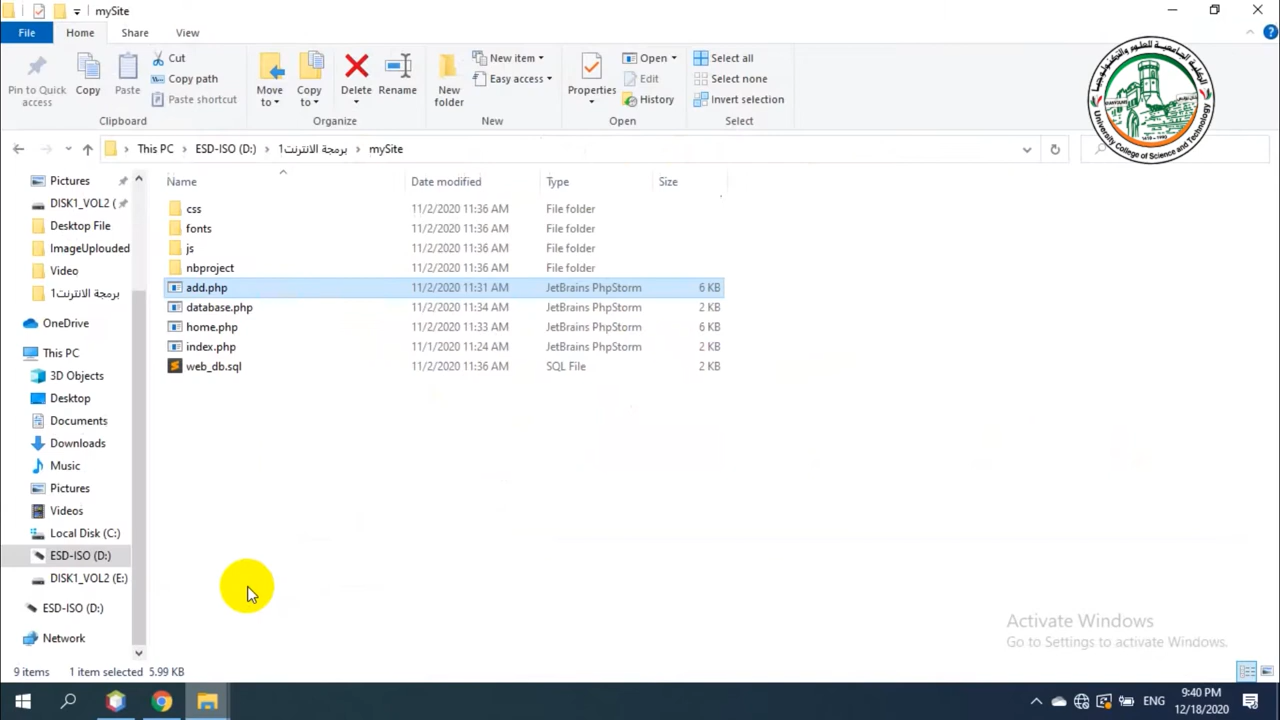 mySite
File
Home
Share
View
Pin to Quick access
Copy
Paste
Cut
Copy path
Paste shortcut
Clipboard
Move to
Copy to
Delete
Rename
Organize
New folder
New item
Easy access
New
Properties
Open
Edit
History
Open
Select all
Select none
Invert selection
Select
الكلية الجامعية للعلوم والتكنولوجيا
University College of Science and Technology
This PC
ESD-ISO (D:)
برمجة الانترنت1
mySite
Name
Date modified
Type
Size
css 11/2/2020 11:36 AM File folder
fonts 11/2/2020 11:36 AM File folder
js 11/2/2020 11:36 AM File folder
nbproject 11/2/2020 11:36 AM File folder
add.php 11/2/2020 11:31 AM JetBrains PhpStorm 6 KB
database.php 11/2/2020 11:34 AM JetBrains PhpStorm 2 KB
home.php 11/2/2020 11:33 AM JetBrains PhpStorm 6 KB
index.php 11/1/2020 11:24 AM JetBrains PhpStorm 2 KB
web_db.sql 11/2/2020 11:36 AM SQL File 2 KB
Pictures
DISK1_VOL2 (
Desktop File
ImageUploaded
Video
برمجة الانترنت1
OneDrive
This PC
3D Objects
Desktop
Documents
Downloads
Music
Pictures
Videos
Local Disk (C:)
ESD-ISO (D:)
DISK1_VOL2 (E:)
ESD-ISO (D:)
Network
Activate Windows
Go to Settings to activate Windows.
9 items
1 item selected 5.99 KB
ENG
9:40 PM
12/18/2020